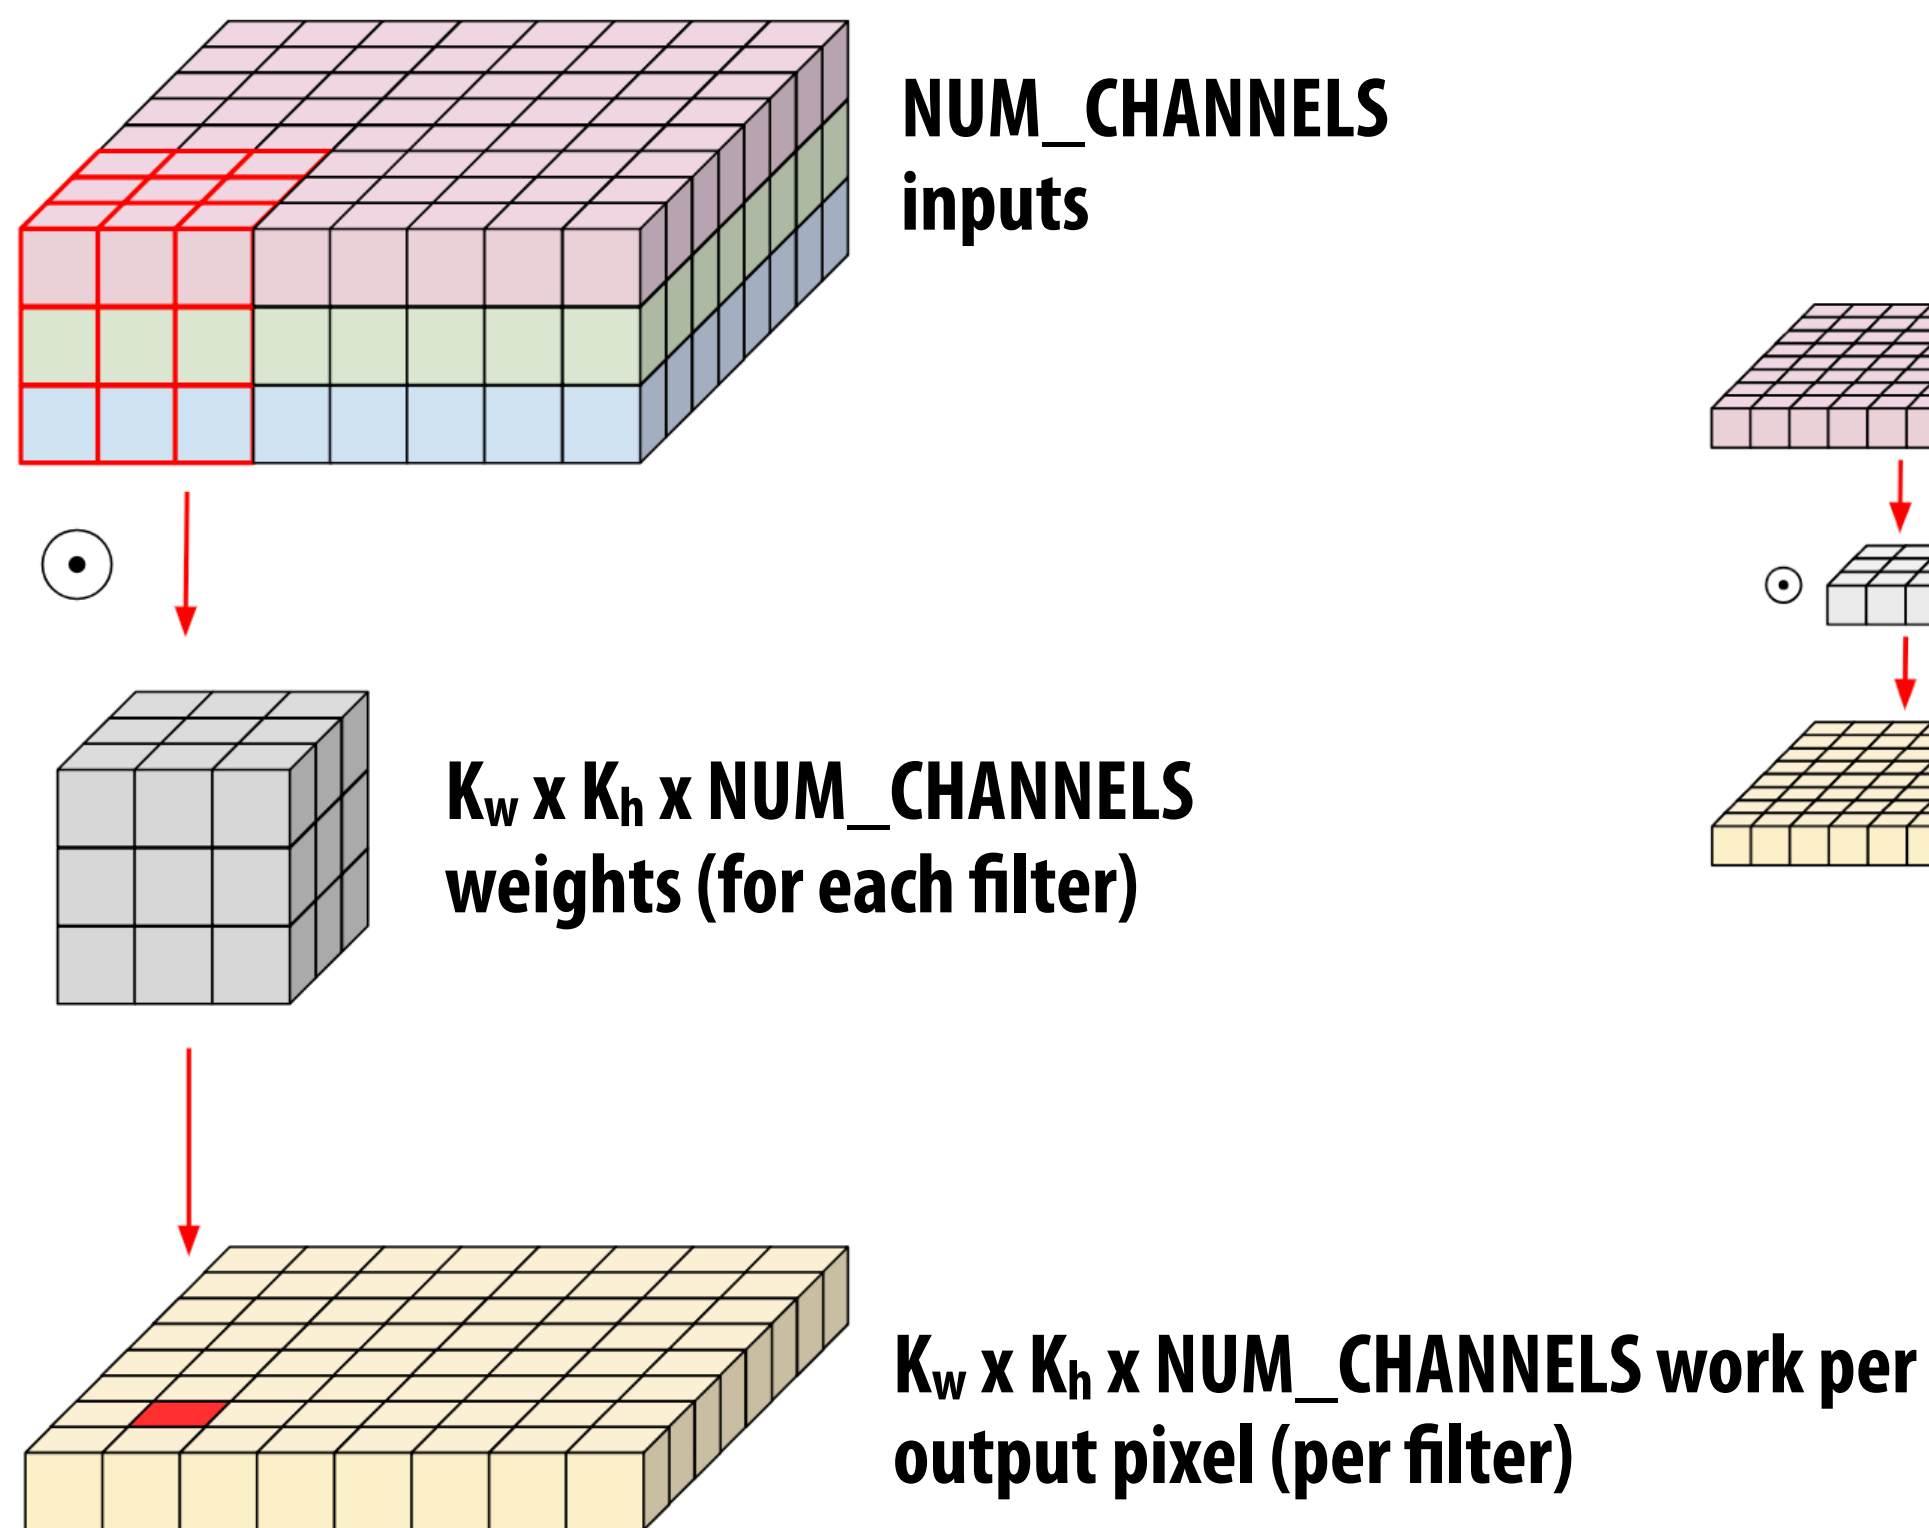 NUM_CHANNELS
inputs
Kw x Kh x NUM_CHANNELS
weights (for each filter)
Kw x Kh x NUM_CHANNELS work per
output pixel (per filter)